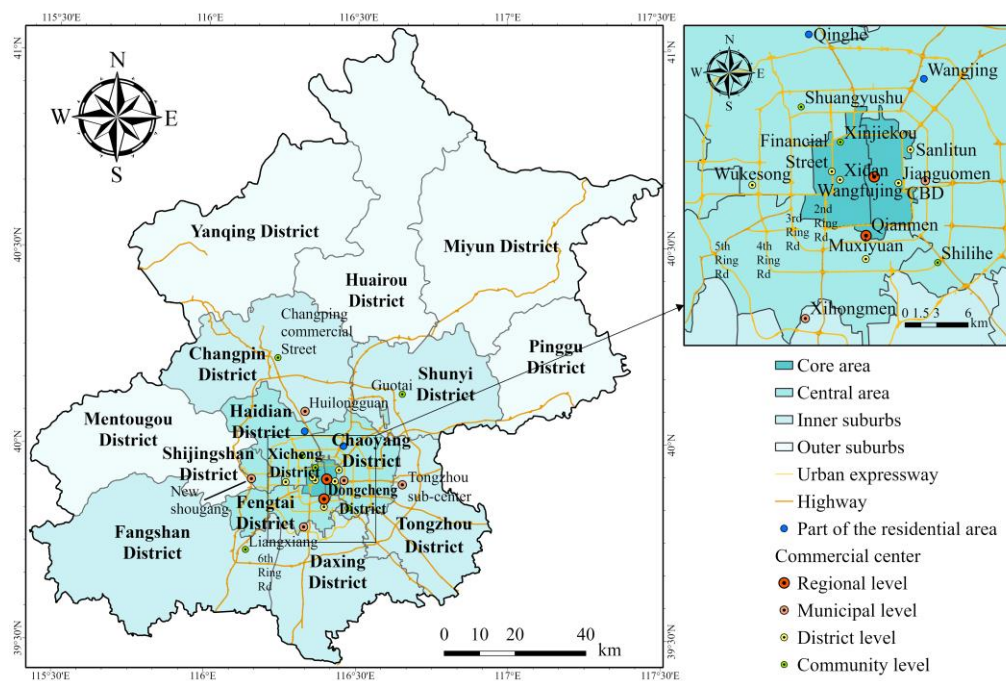 115°30'E
116°E
116°30'E
117°E
117°30'E
41°N
40°30'N
40°N
39°30'N
N
W
E
S
Yanqing District
Miyun District
Huairou
District
Changping
commercial
Street
Changpin
District
Pinggu
District
Shunyi
District
Guotai
Mentougou
District
Haidian
District
Huilongguan
Chaoyang
District
Shijingshan
District
Xicheng
District
New
shougang
Dongcheng
District
Tongzhou
sub-center
Fengtai
District
Fangshan
District
Liangxiang
6th
Ring
Rd
Daxing
District
Tongzhou
District
0 10 20 40
km
41°N
40°30'N
40°N
39°30'N
115°30'E
116°E
116°30'E
117°E
117°30'E
Qinghe
N
W
E
S
Wangjing
Shuangyushu
Xinjiekou
Financial
Street
Sanlitun
Xidan
Wukesong
Jianguomen
Wangfujing
CBD
2nd
Ring
Rd
3rd
Ring
Rd
4th
Ring
Rd
5th
Ring
Rd
Qianmen
Muxiyuan
Shilihe
Xihongmen
0 1.5 3 6
km
Core area
Central area
Inner suburbs
Outer suburbs
Urban expressway
Highway
Part of the residential area
Commercial center
Regional level
Municipal level
District level
Community level